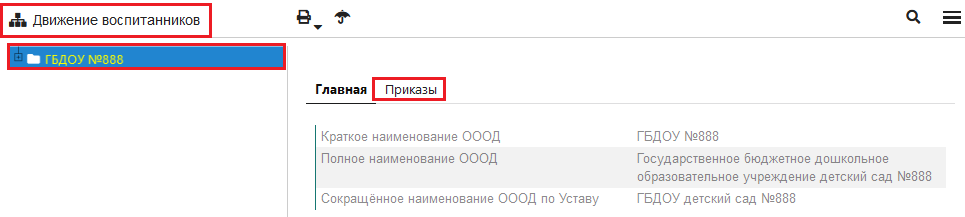 Движение воспитанников
ГБДОУ №888
Главная Приказы
Краткое наименование ОООД ГБДОУ №888
Полное наименование ОООД Государственное бюджетное дошкольное
образовательное учреждение детский сад №888
Сокращённое наименование ОООД по Уставу ГБДОУ детский сад №888